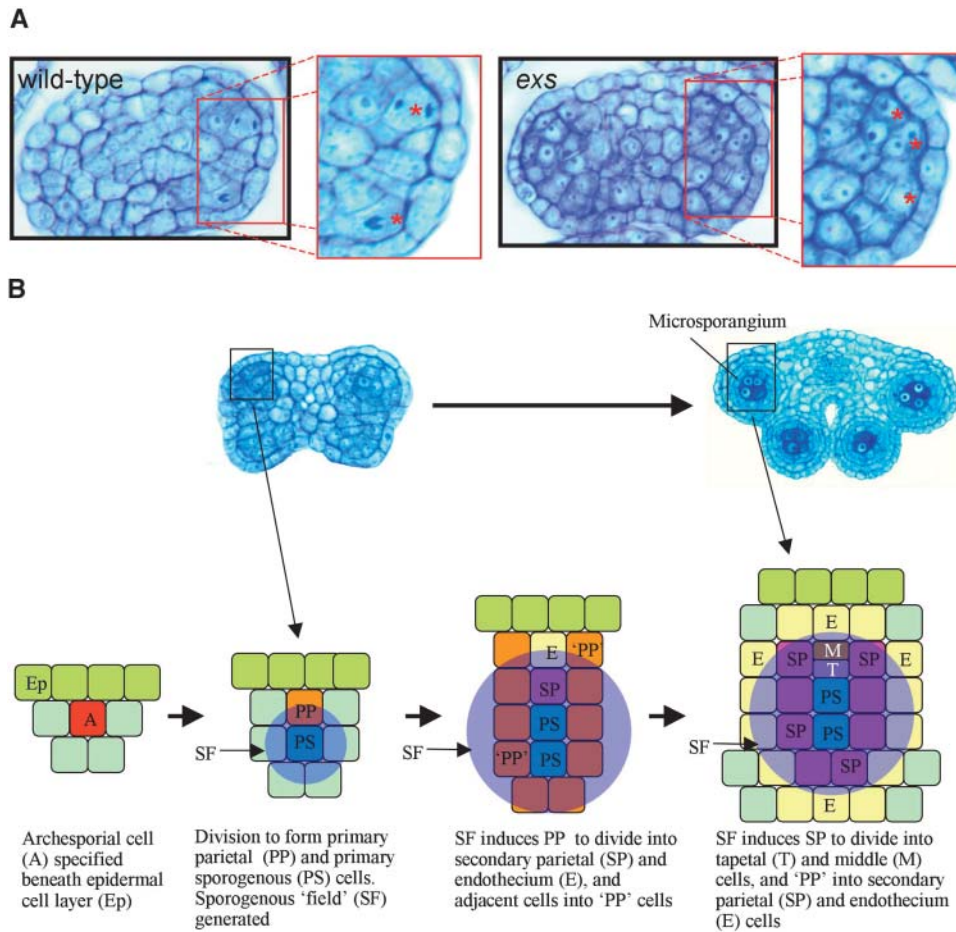 A
wild-type
exs
*
*
*
*
*
B
Microsporangium
Ep
A
SF
PP
PS
SF
E
'PP'
SP
PS
'PP'
PS
SF
E
E
SP
M
SP
E
T
PS
SP
PS
SP
E
Archesporial cell
(A) specified
beneath epidermal
cell layer (Ep)
Division to form primary
parietal (PP) and primary
sporogenous (PS) cells.
Sporogenous 'field' (SF)
generated
SF induces PP to divide into
secondary parietal (SP) and
endothecium (E), and
adjacent cells into 'PP' cells
SF induces SP to divide into
tapetal (T) and middle (M)
cells, and 'PP' into secondary
parietal (SP) and endothecium
(E) cells